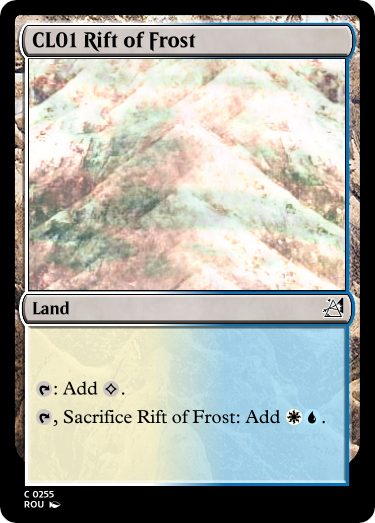 CL01 Rift of Frost
Land
: Add .
, Sacrifice Rift of Frost: Add .
C 0255
ROU